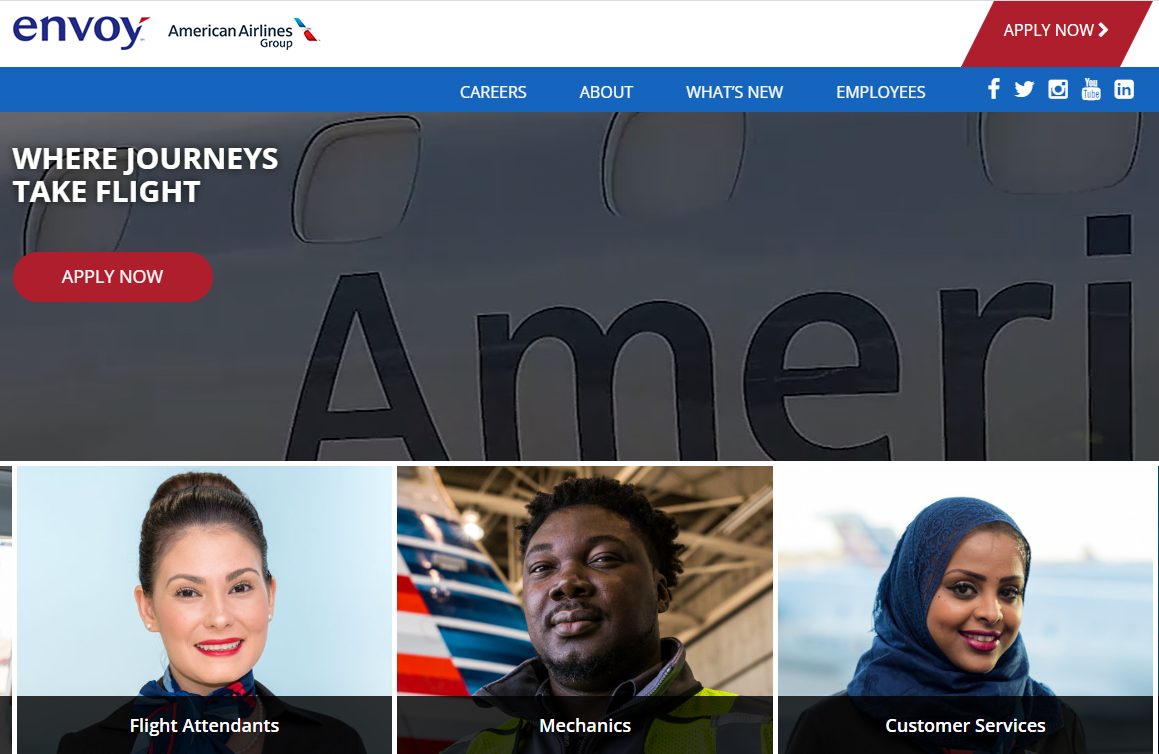 envoy
American Airlines
Group
APPLY NOW
CAREERS ABOUT WHAT'S NEW EMPLOYEES
You
Tube
in
WHERE JOURNEYS
TAKE FLIGHT
APPLY NOW
Ameri
Flight Attendants Mechanics Customer Services